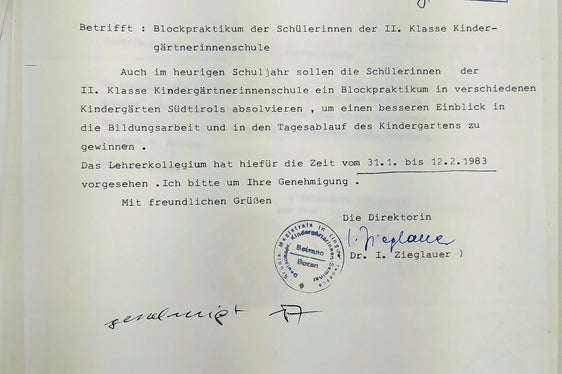 Betrifft : Blockpraktikum der Schülerinnen der II. Klasse Kinder-
gärtnerinnenschule
Auch im heurigen Schuljahr sollen die Schülerinnen der
II. Klasse Kindergärtnerinnenschule ein Blockpraktikum in verschiedenen
Kindergärten Südtirols absolvieren , um einen besseren Einblick in
die Bildungsarbeit und in den Tagesablauf des Kindergartens zu
gewinnen .
Das Lehrerkollegium hat hiefür die Zeit vom 31.1. bis 12.2.1983
vorgesehen .Ich bitte um Ihre Genehmigung .
Mit freundlichen Grüßen
Die Direktorin
I. Zieglauer
Dr. I. Zieglauer )
Bolzano
Bozen
genehmigt